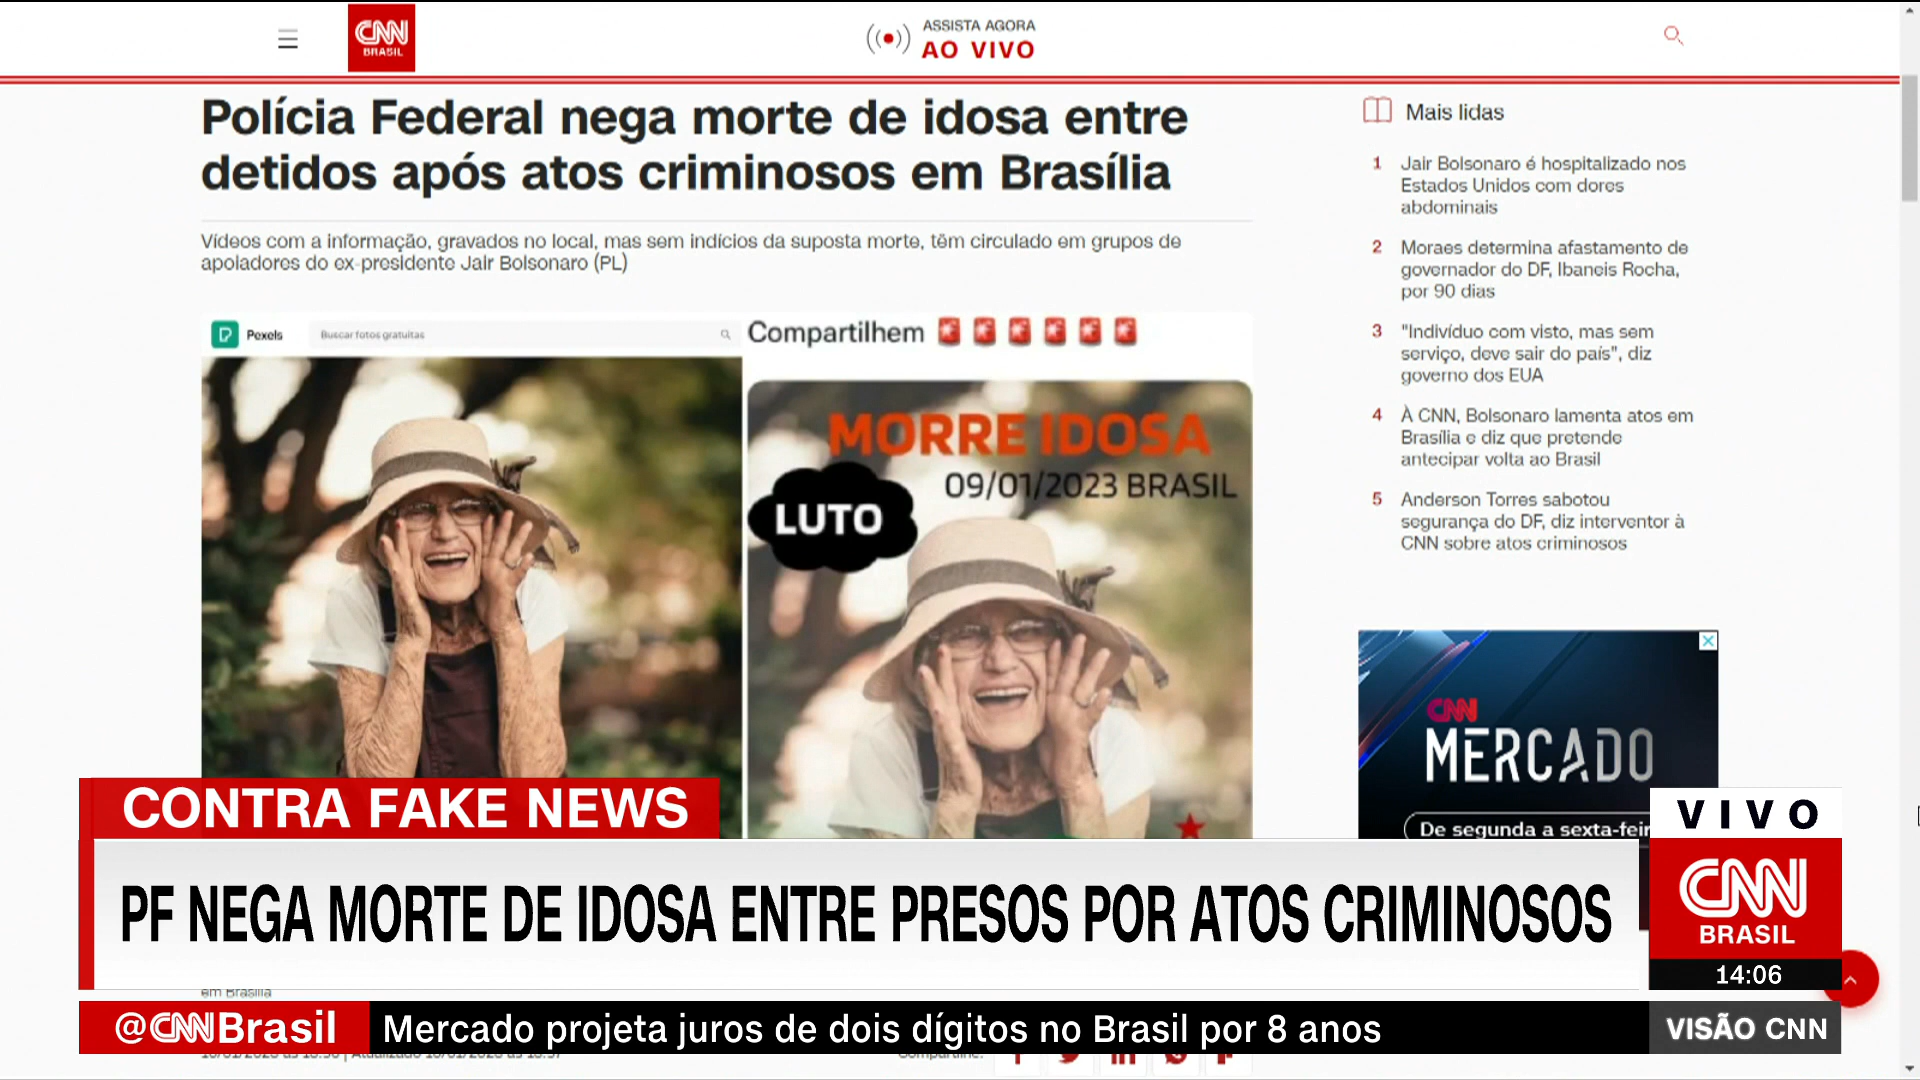 CNN
BRASIL
ASSISTA AGORA
AO VIVO
Polícia Federal nega morte de idosa entre
detidos após atos criminosos em Brasília
Vídeos com a informação, gravados no local, mas sem indícios da suposta morte, têm circulado em grupos de
apoiadores do ex-presidente Jair Bolsonaro (PL)
Pexels
Buscar fotos gratuitas
Compartilhem
MORRE IDOSA
09/01/2023 BRASIL
LUTO
Mais lidas
1 Jair Bolsonaro é hospitalizado nos
Estados Unidos com dores
abdominais
2 Moraes determina afastamento de
governador do DF, Ibaneis Rocha,
por 90 dias
3 "Indivíduo com visto, mas sem
serviço, deve sair do país", diz
governo dos EUA
4 À CNN, Bolsonaro lamenta atos em
Brasília e diz que pretende
antecipar volta ao Brasil
5 Anderson Torres sabotou
segurança do DF, diz interventor à
CNN sobre atos criminosos
CNN
MERCADO
De segunda a sexta-feir
CONTRA FAKE NEWS
PF NEGA MORTE DE IDOSA ENTRE PRESOS POR ATOS CRIMINOSOS
VIVO
CNN
BRASIL
14:06
em Brasília
@CNNBrasil
Mercado projeta juros de dois dígitos no Brasil por 8 anos
VISÃO CNN